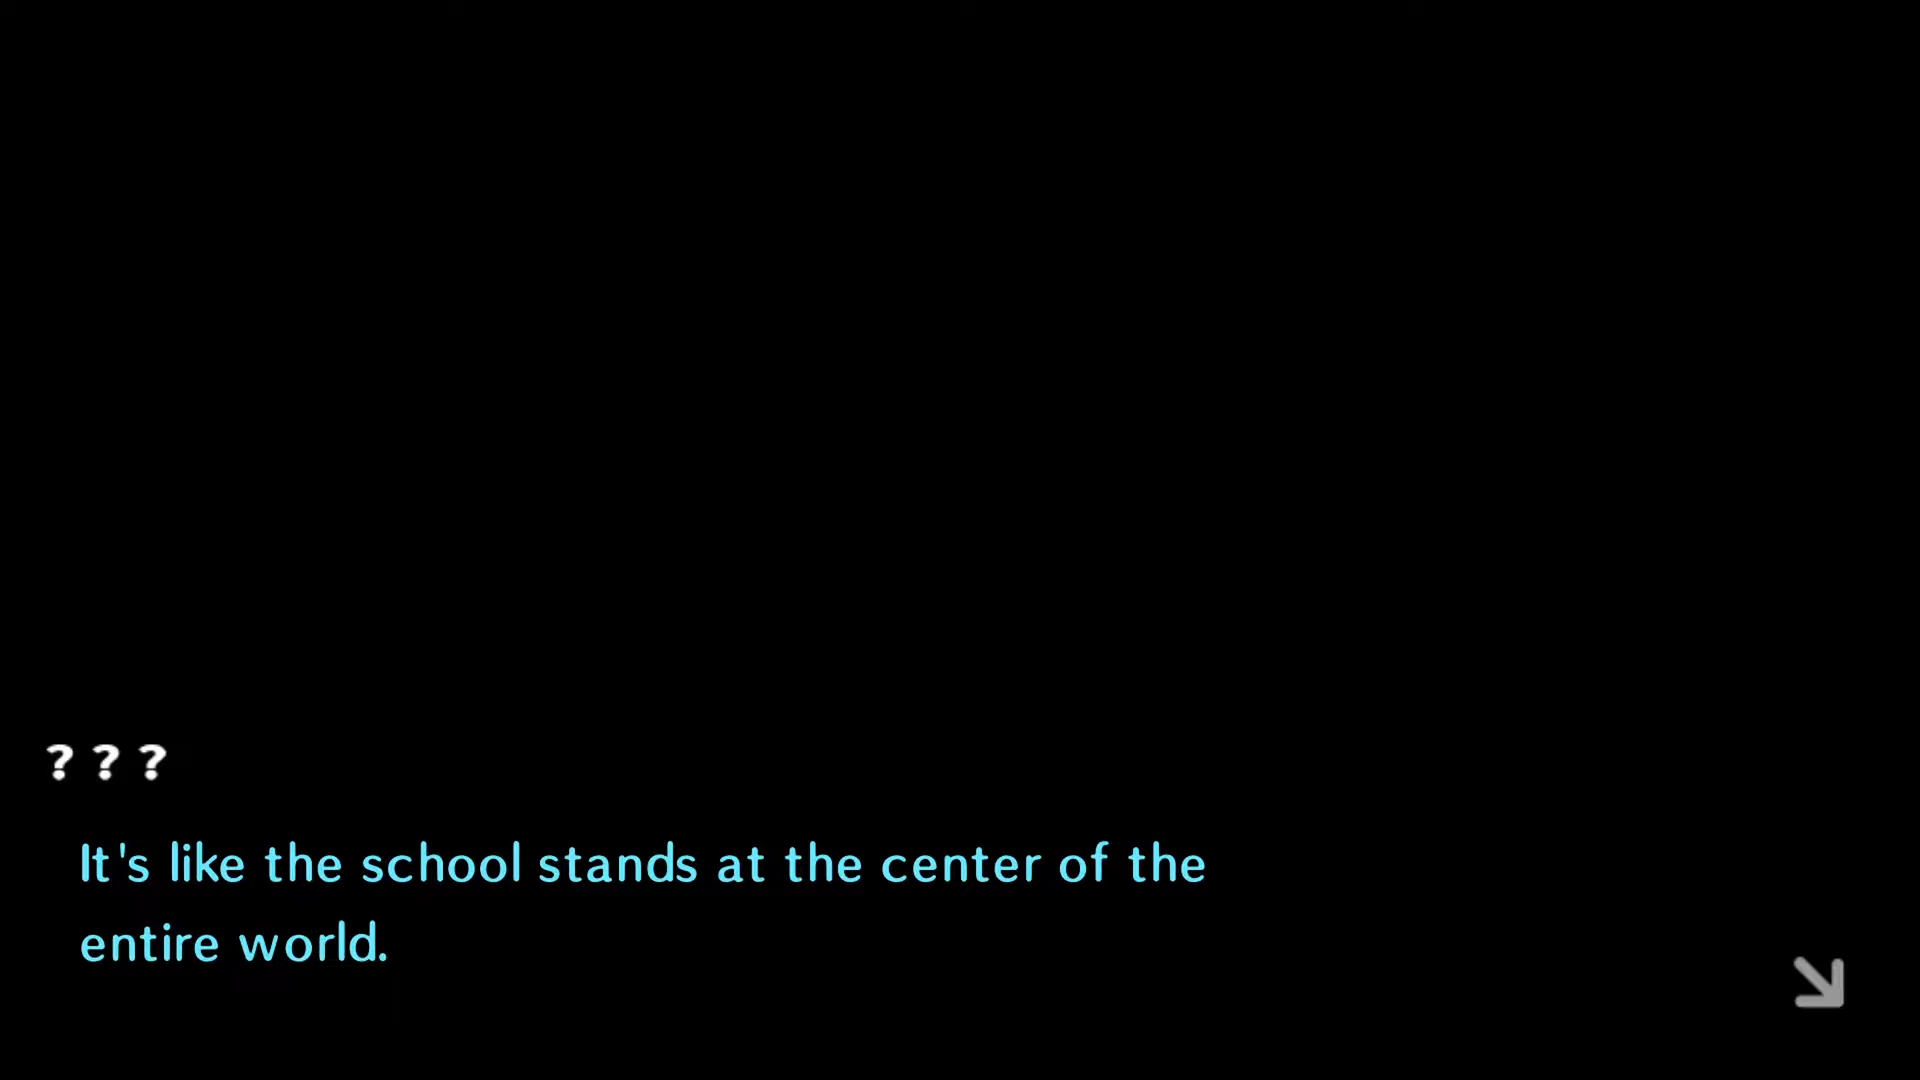 ? ? ?
It's like the school stands at the center of the
entire world.